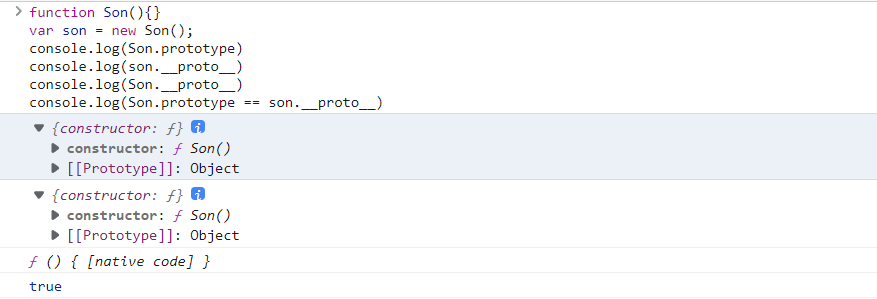 function Son(){}
var son = new Son();
console.log(Son.prototype)
console.log(son.__proto__)
console.log(Son.__proto__)
console.log(Son.prototype == son.__proto__)
{constructor: ƒ} i
constructor: ƒ Son()
[[Prototype]]: Object
{constructor: ƒ} i
constructor: ƒ Son()
[[Prototype]]: Object
ƒ () { [native code] }
true